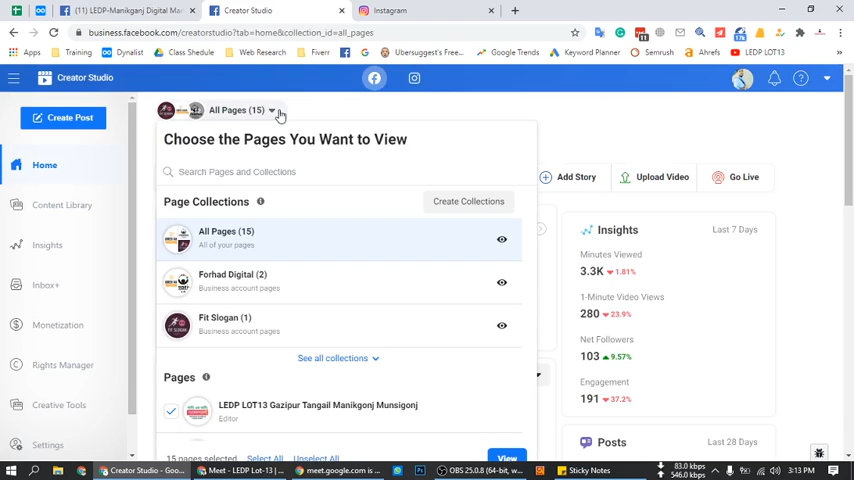 (11) LEDP-Manikganj Digital Mar
Creator Studio
Instagram
business.facebook.com/creatorstudio?tab=home&collection_id=all_pages
Apps
Training
Dynalist
Class Shedule
Web Research
Fiverr
Ubersuggest's F...
Google Trends
Keyword Planner
Semrush
Ahrefs
YouTube LEDP LOT13
Creator Studio
Create Post
All Pages (15)
Choose the Pages You Want to View
Search Pages and Collections
Page Collections
Create Collections
All Pages (15)
All of your pages
Forhad Digital (2)
Business account pages
Fit Slogan (1)
Business account pages
See all collections
Pages
LEDP LOT13 Gazipur Tangail Manikgonj Munsigonj
Editor
15 pages selected
Select All
Unselect All
View
Home
Content Library
Insights
Inbox+
Monetization
Rights Manager
Creative Tools
Settings
Add Story
Upload Video
Go Live
Insights
Last 7 Days
Minutes Viewed
3.3K 1.81%
1-Minute Video Views
280 23.9%
Net Followers
103 9.57%
Engagement
191 37.2%
Posts
Last 28 Days
Creator Studio - Goo...
Meet - LEDP Lot-13 | ...
meet.google.com is ...
OBS 25.0.8 (64-bit, w...
Sticky Notes
83.0 kbps
546.0 kbps
3:13 PM